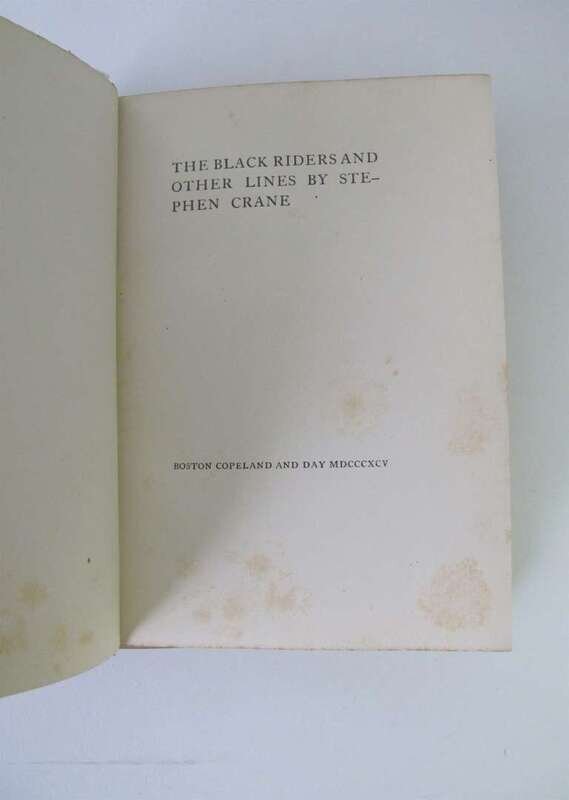 THE BLACK RIDERS AND
OTHER LINES BY STE-
PHEN CRANE
BOSTON COPELAND AND DAY MDCCCXCV